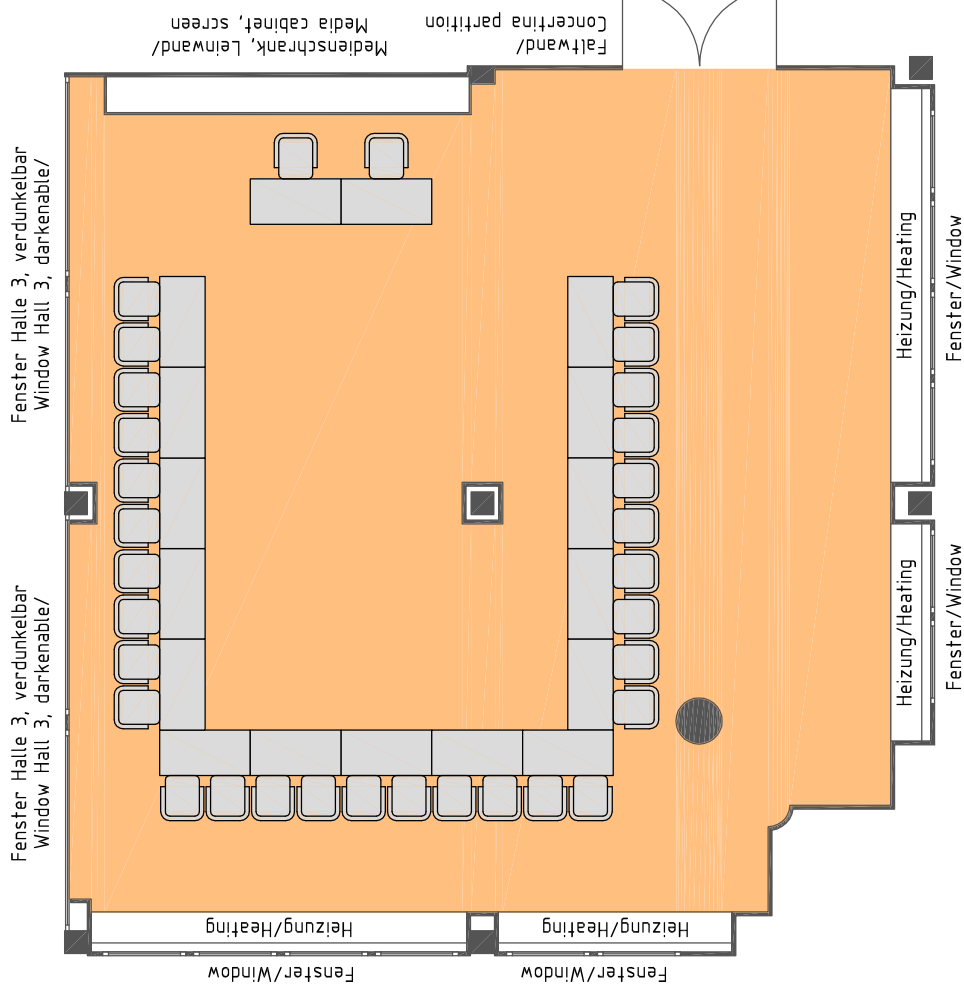 Medienschrank, Leinwand/
Media cabinet, screen
Faltwand/
Concertina partition
Fenster Halle 3, verdunkelbar
Window Hall 3, darkenable/
Fenster Halle 3, verdunkelbar
Window Hall 3, darkenable/
Heizung/Heating
Fenster/Window
Heizung/Heating
Fenster/Window
Heizung/Heating
Fenster/Window
Heizung/Heating
Fenster/Window